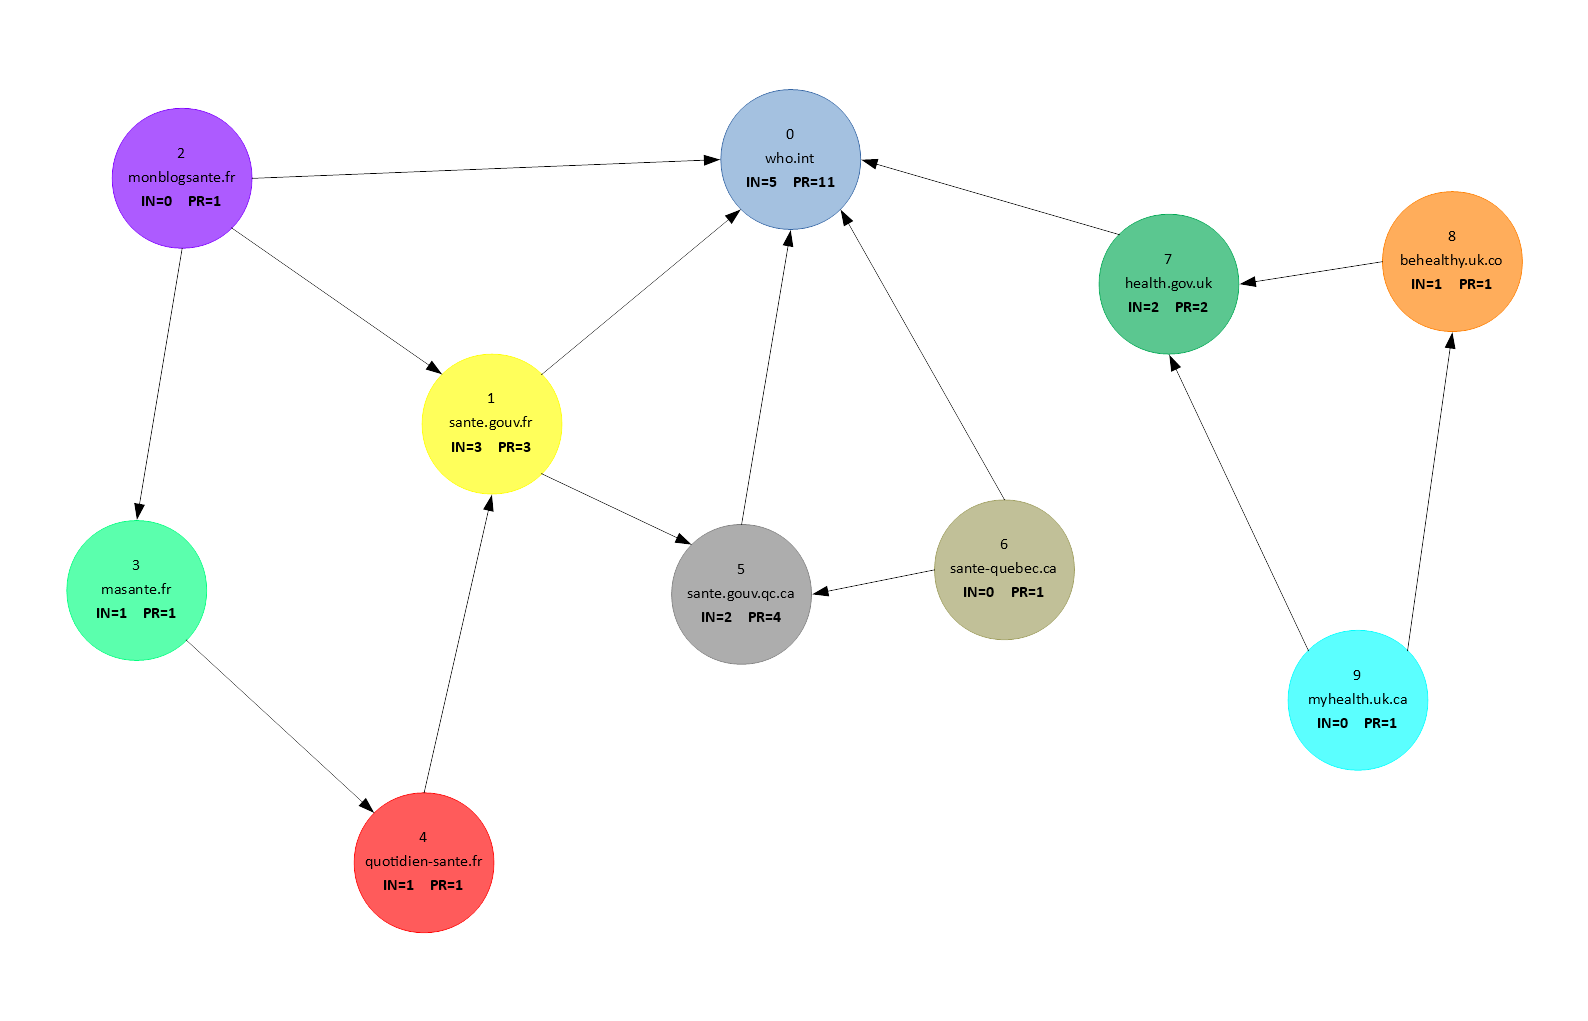 0
who.int
IN=5 PR=11
2
monblogsante.fr
IN=0 PR=1
8
behealthy.uk.co
IN=1 PR=1
7
health.gov.uk
IN=2 PR=2
1
sante.gouv.fr
IN=3 PR=3
3
masante.fr
IN=1 PR=1
5
sante.gouv.qc.ca
IN=2 PR=4
6
sante-quebec.ca
IN=0 PR=1
9
myhealth.uk.ca
IN=0 PR=1
4
quotidien-sante.fr
IN=1 PR=1